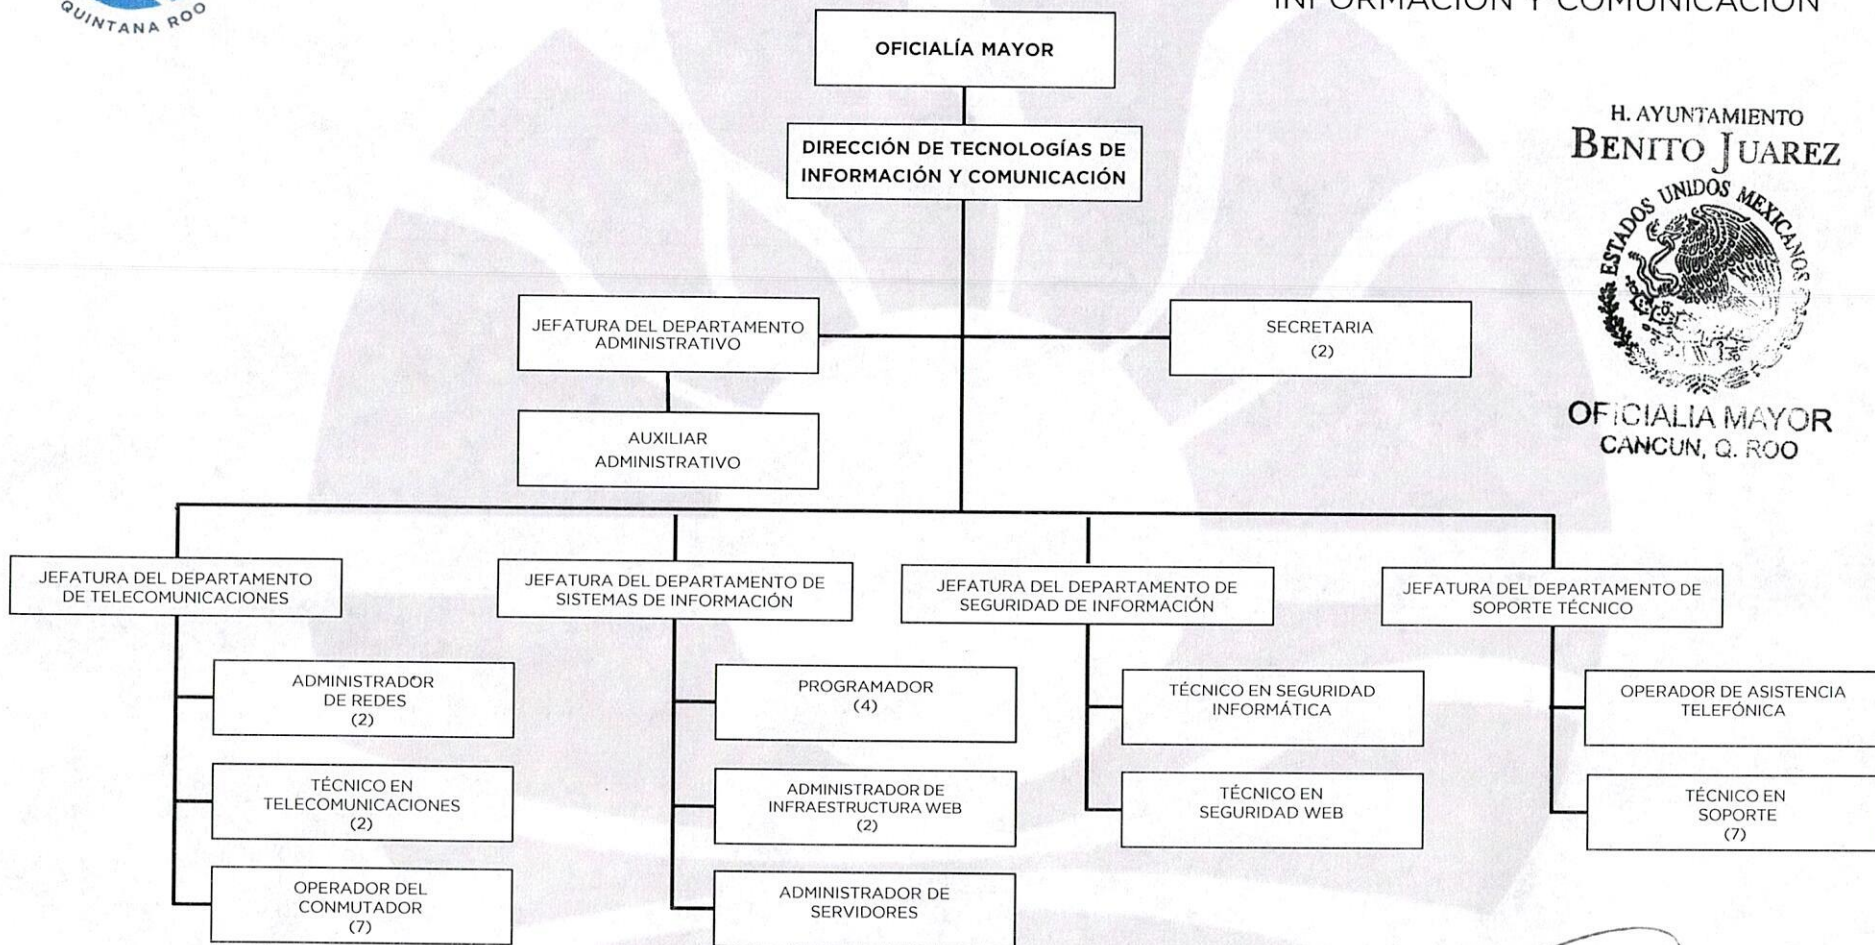 QUINTANA ROO
INFORMACIÓN Y COMUNICACIÓN
OFICIALÍA MAYOR
DIRECCIÓN DE TECNOLOGÍAS DE
INFORMACIÓN Y COMUNICACIÓN
H. AYUNTAMIENTO
BENITO JUAREZ
ESTADOS UNIDOS MEXICANOS
OFICIALIA MAYOR
CANCUN, Q. ROO
JEFATURA DEL DEPARTAMENTO
ADMINISTRATIVO
SECRETARIA
(2)
AUXILIAR
ADMINISTRATIVO
JEFATURA DEL DEPARTAMENTO
DE TELECOMUNICACIONES
ADMINISTRADOR
DE REDES
(2)
TÉCNICO EN
TELECOMUNICACIONES
(2)
OPERADOR DEL
CONMUTADOR
(7)
JEFATURA DEL DEPARTAMENTO DE
SISTEMAS DE INFORMACIÓN
PROGRAMADOR
(4)
ADMINISTRADOR DE
INFRAESTRUCTURA WEB
(2)
ADMINISTRADOR DE
SERVIDORES
JEFATURA DEL DEPARTAMENTO DE
SEGURIDAD DE INFORMACIÓN
TÉCNICO EN SEGURIDAD
INFORMÁTICA
TÉCNICO EN
SEGURIDAD WEB
JEFATURA DEL DEPARTAMENTO DE
SOPORTE TÉCNICO
OPERADOR DE ASISTENCIA
TELEFÓNICA
TÉCNICO EN
SOPORTE
(7)